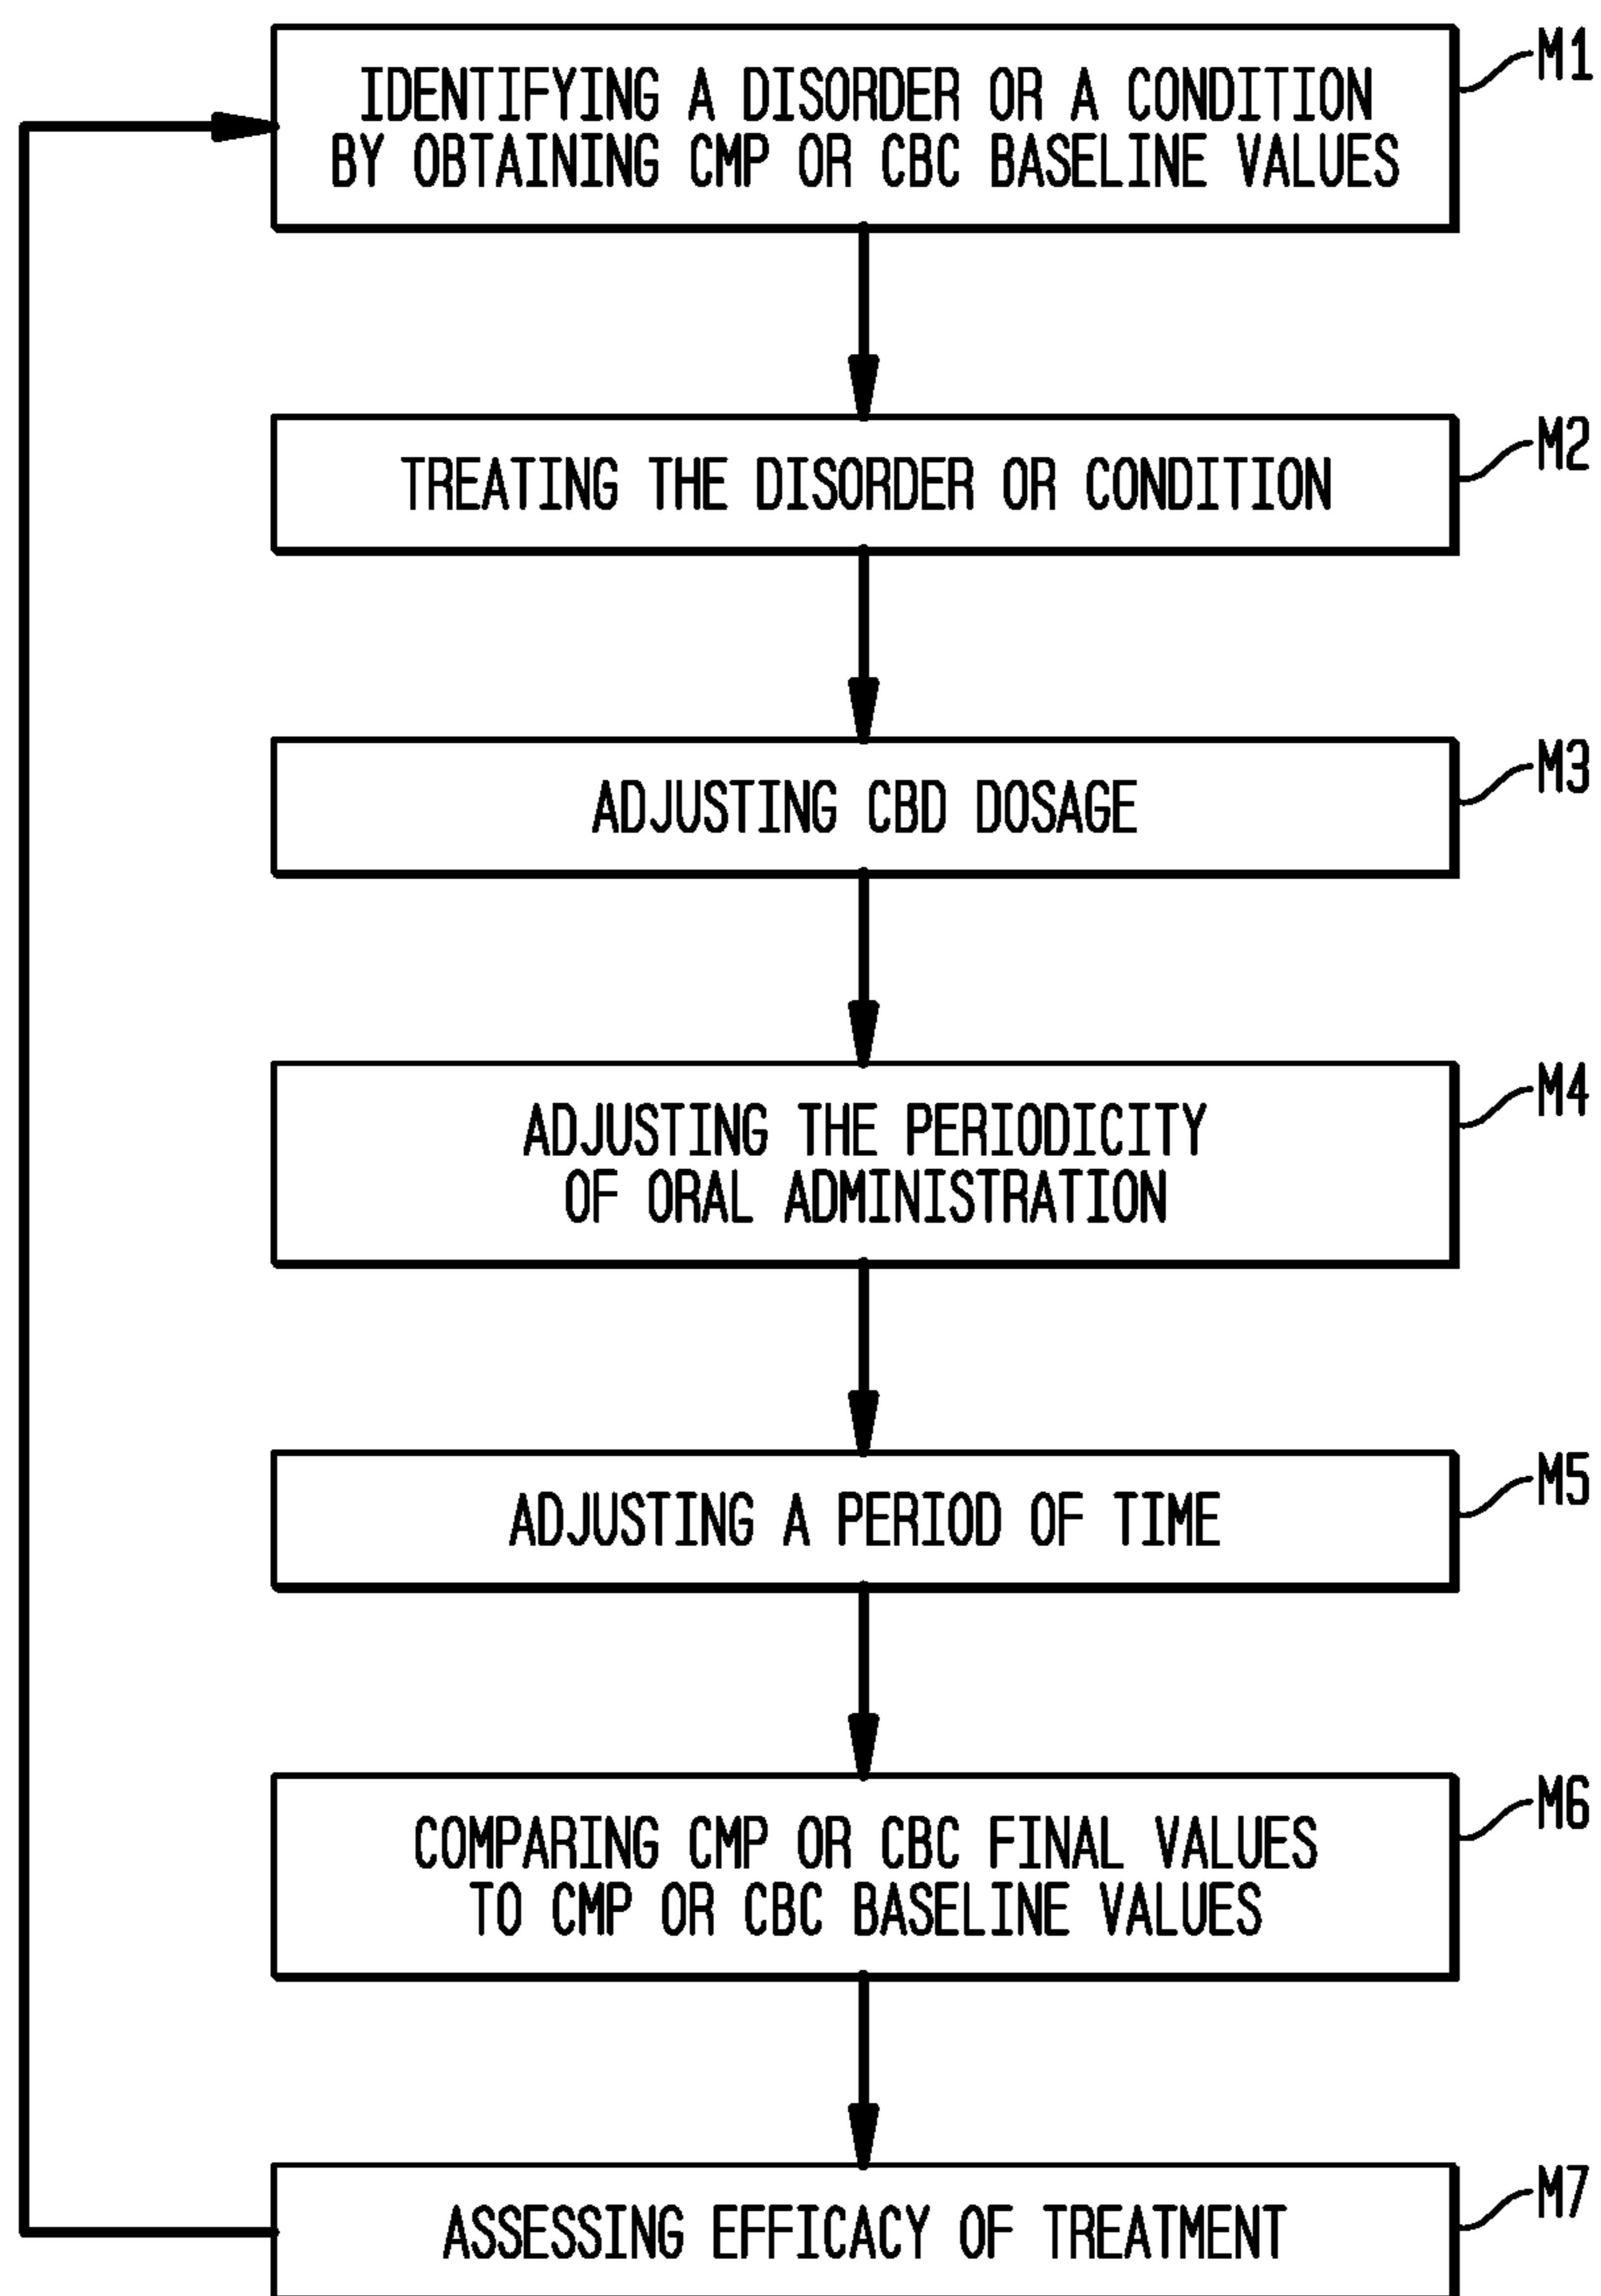 IDENTIFYING A DISORDER OR A CONDITION
BY OBTAINING CMP OR CBC BASELINE VALUES
M1
TREATING THE DISORDER OR CONDITION
M2
ADJUSTING CBD DOSAGE
M3
ADJUSTING THE PERIODICITY
OF ORAL ADMINISTRATION
M4
ADJUSTING A PERIOD OF TIME
M5
COMPARING CMP OR CBC FINAL VALUES
TO CMP OR CBC BASELINE VALUES
M6
ASSESSING EFFICACY OF TREATMENT
M7